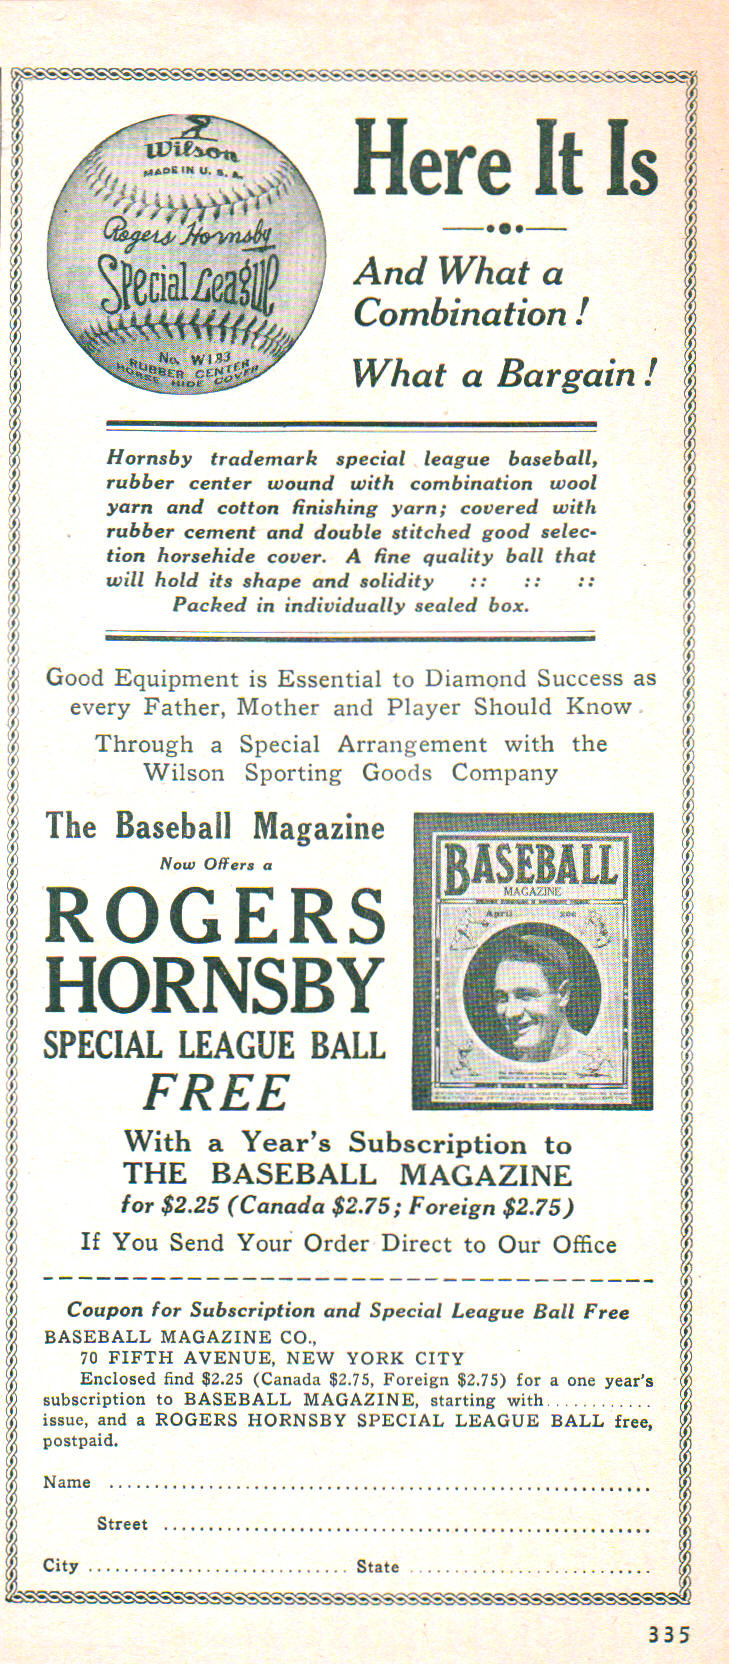 Wilson
MADE IN U. S. A.
Rogers Hornsby
Special League
No. W183
RUBBER CENTER
HORSE HIDE COVER
Here It Is
And What a
Combination!
What a Bargain!
Hornsby trademark special league baseball,
rubber center wound with combination wool
yarn and cotton finishing yarn; covered with
rubber cement and double stitched good selec-
tion horsehide cover. A fine quality ball that
will hold its shape and solidity :: :: ::
Packed in individually sealed box.
Good Equipment is Essential to Diamond Success as
every Father, Mother and Player Should Know.
Through a Special Arrangement with the
Wilson Sporting Goods Company
The Baseball Magazine
Now Offers a
ROGERS
HORNSBY
SPECIAL LEAGUE BALL
FREE
BASEBALL
MAGAZINE
April 20c
With a Year's Subscription to
THE BASEBALL MAGAZINE
for $2.25 (Canada $2.75; Foreign $2.75)
If You Send Your Order Direct to Our Office
Coupon for Subscription and Special League Ball Free
BASEBALL MAGAZINE CO.,
70 FIFTH AVENUE, NEW YORK CITY
Enclosed find $2.25 (Canada $2.75, Foreign $2.75) for a one year's
subscription to BASEBALL MAGAZINE, starting with............
issue, and a ROGERS HORNSBY SPECIAL LEAGUE BALL free,
postpaid.
Name
Street
City State
335